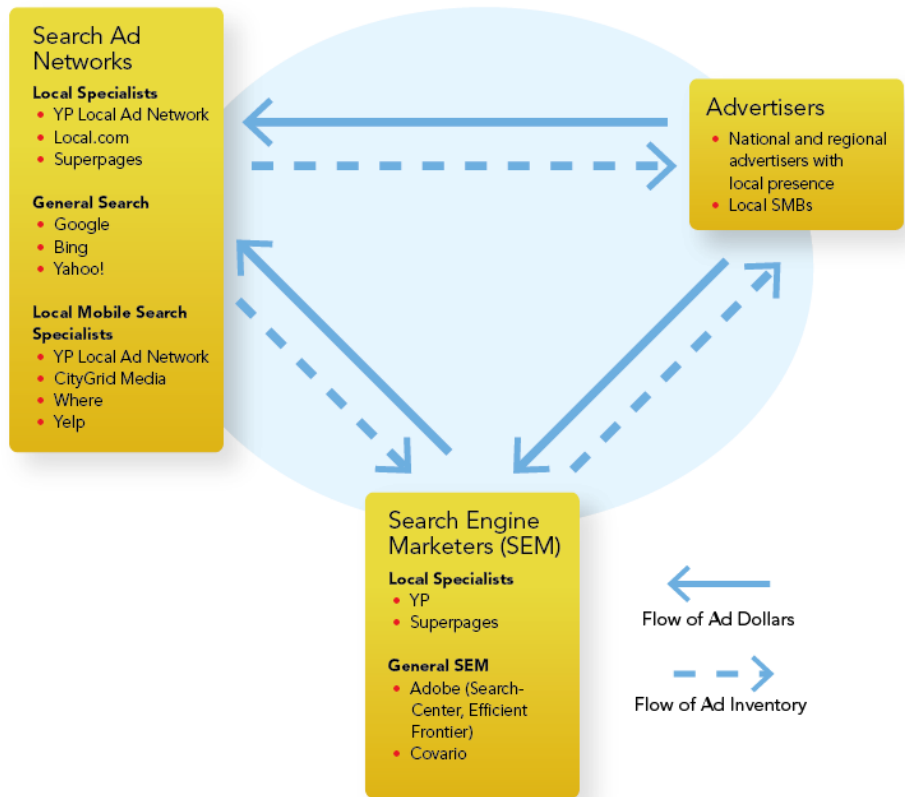 Search Ad
Networks
Local Specialists
• YP Local Ad Network
• Local.com
• Superpages
General Search
• Google
• Bing
• Yahoo!
Local Mobile Search
Specialists
• YP Local Ad Network
• CityGrid Media
• Where
• Yelp
Advertisers
• National and regional
advertisers with
local presence
• Local SMBs
Search Engine
Marketers (SEM)
Local Specialists
• YP
• Superpages
General SEM
• Adobe (Search-
Center, Efficient
Frontier)
• Covario
Flow of Ad Dollars
Flow of Ad Inventory